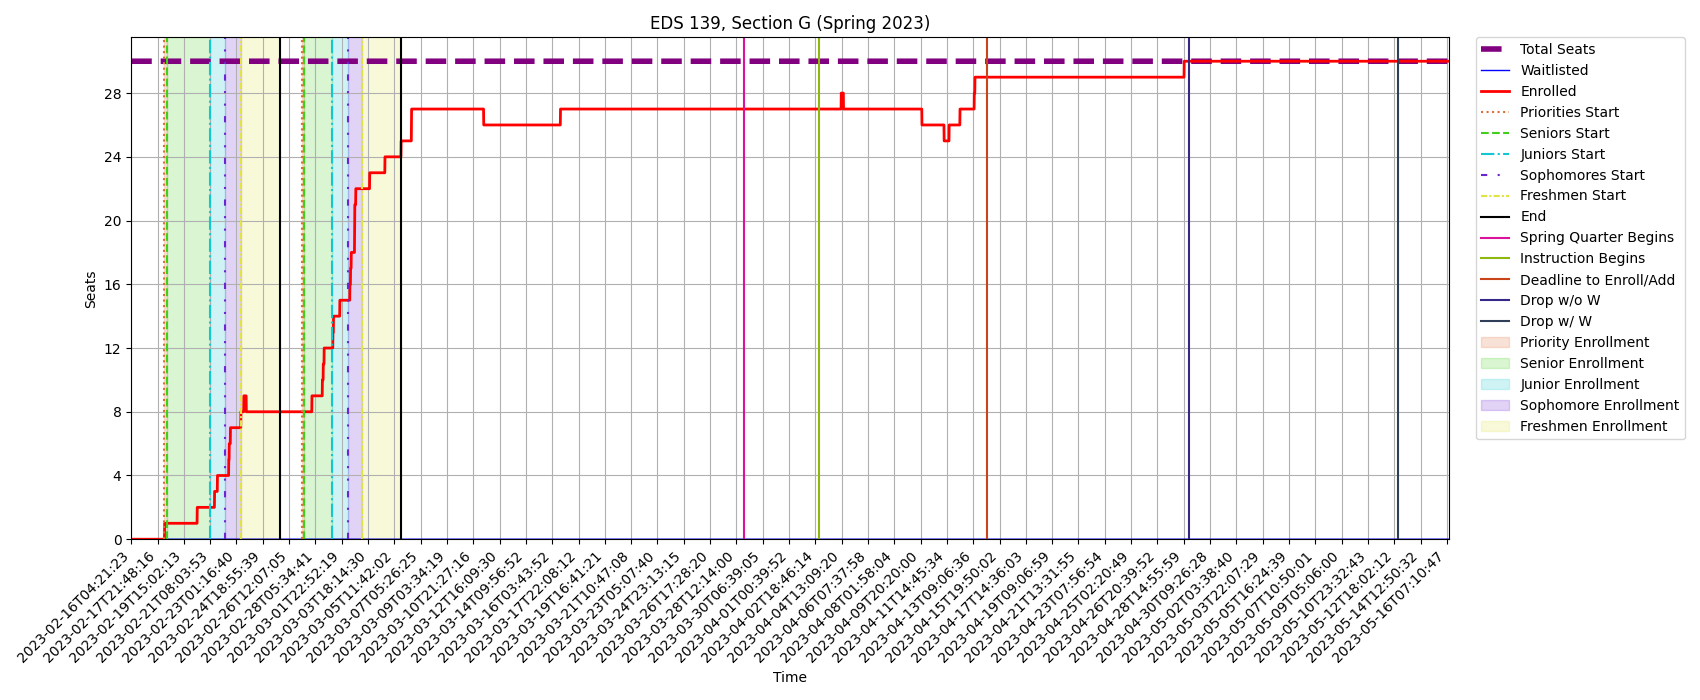 EDS 139, Section G (Spring 2023)
Seats
28
24
20
16
12
8
4
0
2023-02-16T04:21:23
2023-02-17T21:48:16
2023-02-19T15:02:13
2023-02-21T08:03:53
2023-02-23T01:16:40
2023-02-24T18:55:39
2023-02-26T12:07:05
2023-02-28T05:34:41
2023-03-01T22:52:19
2023-03-03T18:14:30
2023-03-05T11:42:02
2023-03-07T05:26:25
2023-03-09T03:34:19
2023-03-10T21:27:16
2023-03-12T16:09:30
2023-03-14T09:56:52
2023-03-16T03:43:52
2023-03-17T22:08:12
2023-03-19T16:41:21
2023-03-21T10:47:08
2023-03-23T05:07:40
2023-03-24T23:13:15
2023-03-26T17:28:20
2023-03-28T12:14:00
2023-03-30T06:39:05
2023-04-01T00:39:52
2023-04-02T18:46:14
2023-04-04T13:09:20
2023-04-06T07:37:58
2023-04-08T01:58:04
2023-04-09T20:20:00
2023-04-11T14:45:34
2023-04-13T09:06:36
2023-04-15T19:50:02
2023-04-17T14:36:03
2023-04-19T09:06:59
2023-04-21T13:31:55
2023-04-23T07:56:54
2023-04-25T02:20:49
2023-04-26T20:39:52
2023-04-28T14:55:59
2023-04-30T09:26:28
2023-05-02T03:38:40
2023-05-03T22:07:29
2023-05-05T16:24:39
2023-05-07T10:50:01
2023-05-09T05:06:00
2023-05-10T23:32:43
2023-05-12T18:02:12
2023-05-14T12:50:32
2023-05-16T07:10:47
Time
Total Seats
Waitlisted
Enrolled
Priorities Start
Seniors Start
Juniors Start
Sophomores Start
Freshmen Start
End
Spring Quarter Begins
Instruction Begins
Deadline to Enroll/Add
Drop w/o W
Drop w/ W
Priority Enrollment
Senior Enrollment
Junior Enrollment
Sophomore Enrollment
Freshmen Enrollment